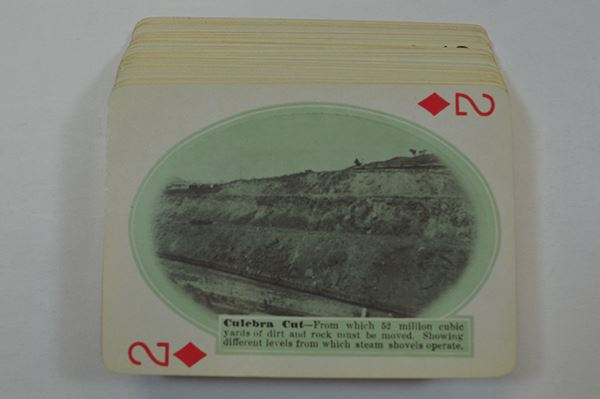 2
Culebra Cut—From which 52 million cubic
yards of dirt and rock must be moved. Showing
different levels from which steam shovels operate.
2